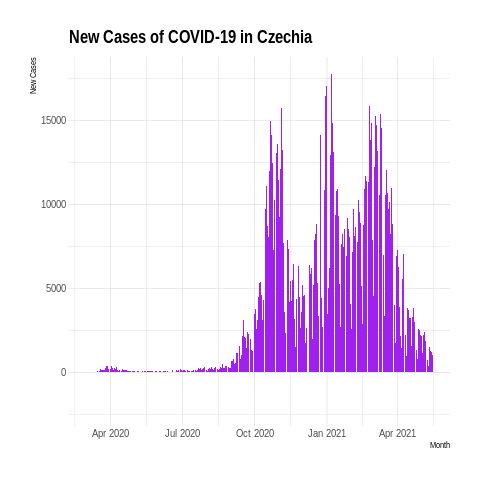 New Cases of COVID-19 in Czechia
New Cases
15000
10000
5000
0
Apr 2020 Jul 2020 Oct 2020 Jan 2021 Apr 2021
Month